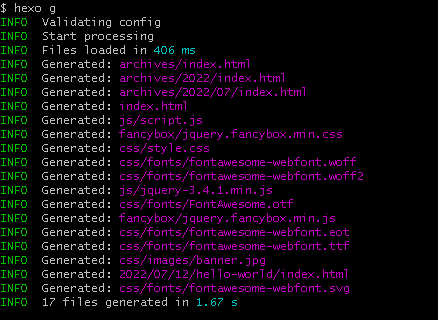 $ hexo g
INFO  Validating config
INFO  Start processing
INFO  Files loaded in 406 ms
INFO  Generated: archives/index.html
INFO  Generated: archives/2022/index.html
INFO  Generated: archives/2022/07/index.html
INFO  Generated: index.html
INFO  Generated: js/script.js
INFO  Generated: fancybox/jquery.fancybox.min.css
INFO  Generated: css/style.css
INFO  Generated: css/fonts/fontawesome-webfont.woff
INFO  Generated: css/fonts/fontawesome-webfont.woff2
INFO  Generated: js/jquery-3.4.1.min.js
INFO  Generated: css/fonts/FontAwesome.otf
INFO  Generated: fancybox/jquery.fancybox.min.js
INFO  Generated: css/fonts/fontawesome-webfont.eot
INFO  Generated: css/fonts/fontawesome-webfont.ttf
INFO  Generated: css/images/banner.jpg
INFO  Generated: 2022/07/12/hello-world/index.html
INFO  Generated: css/fonts/fontawesome-webfont.svg
INFO  17 files generated in 1.67 s